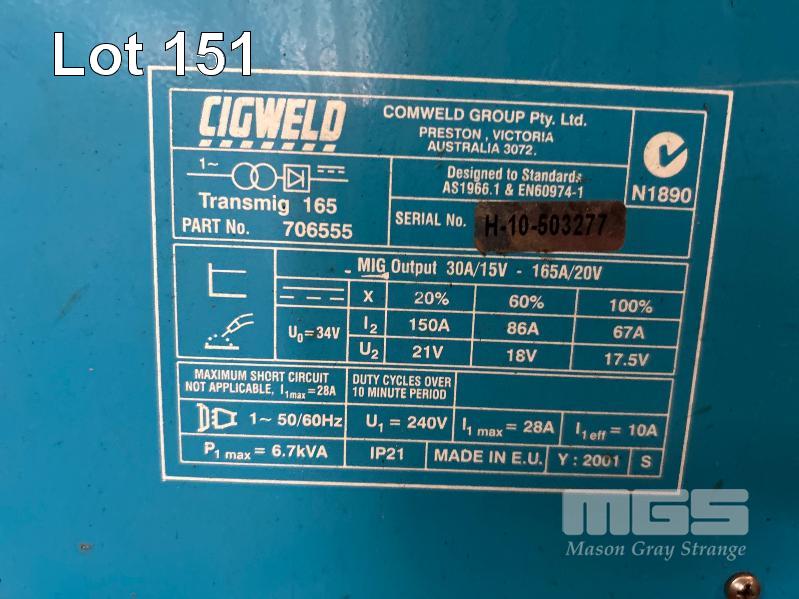 Lot 151
CIGWELD
COMWELD GROUP Pty. Ltd.
PRESTON, VICTORIA
AUSTRALIA 3072.
1~
Transmig 165
PART No. 706555
Designed to Standards
AS1966.1 & EN60974-1
SERIAL No. H-10-503277
N1890
MIG Output 30A/15V - 165A/20V
X 20% 60% 100%
U0=34V
I2 150A 86A 67A
U2 21V 18V 17.5V
MAXIMUM SHORT CIRCUIT
NOT APPLICABLE, I1max=28A
DUTY CYCLES OVER
10 MINUTE PERIOD
1~ 50/60Hz U1 = 240V I1 max = 28A I1 eff = 10A
P1 max = 6.7kVA IP21 MADE IN E.U. Y: 2001 S
MGS
Mason Gray Strange